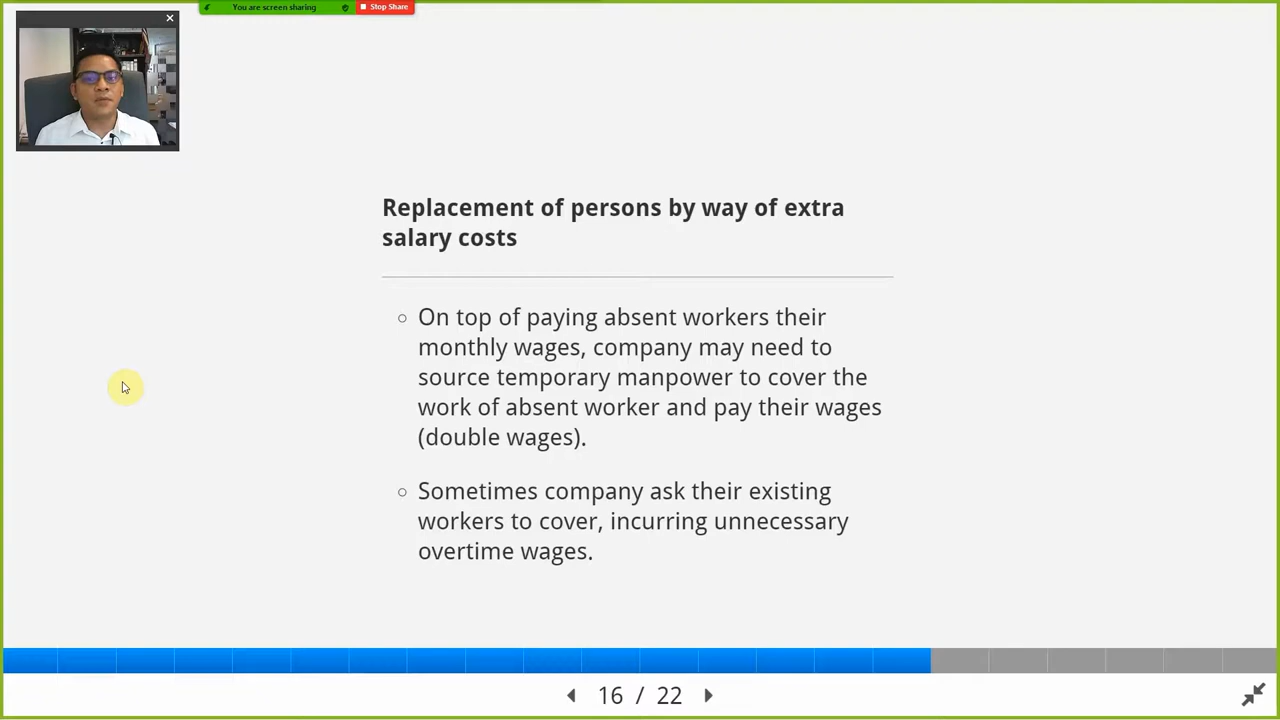 You are screen sharing
Stop Share
Replacement of persons by way of extra
salary costs
On top of paying absent workers their
monthly wages, company may need to
source temporary manpower to cover the
work of absent worker and pay their wages
(double wages).
Sometimes company ask their existing
workers to cover, incurring unnecessary
overtime wages.
16 / 22